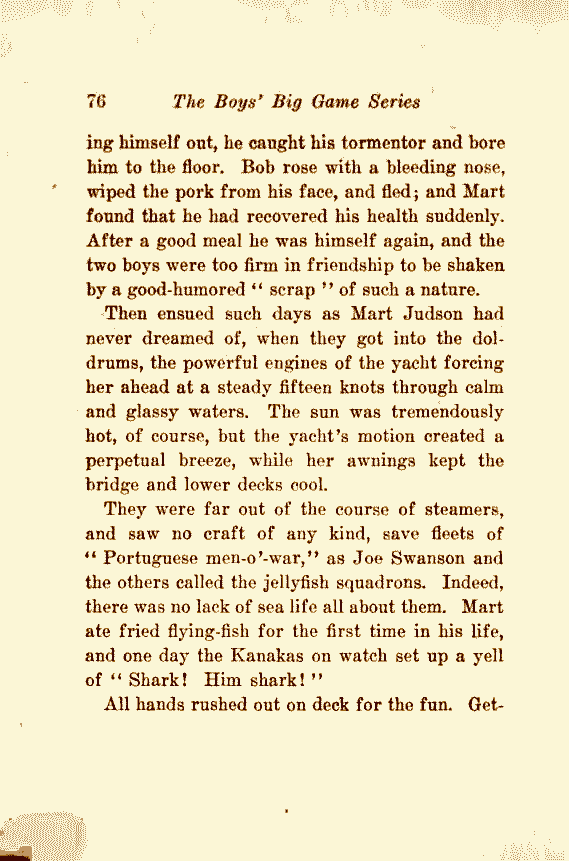 76 The Boys' Big Game Series
ing himself out, he caught his tormentor and bore
him to the floor. Bob rose with a bleeding nose,
wiped the pork from his face, and fled; and Mart
found that he had recovered his health suddenly.
After a good meal he was himself again, and the
two boys were too firm in friendship to be shaken
by a good-humored " scrap " of such a nature.
Then ensued such days as Mart Judson had
never dreamed of, when they got into the dol-
drums, the powerful engines of the yacht forcing
her ahead at a steady fifteen knots through calm
and glassy waters. The sun was tremendously
hot, of course, but the yacht's motion created a
perpetual breeze, while her awnings kept the
bridge and lower decks cool.
They were far out of the course of steamers,
and saw no craft of any kind, save fleets of
" Portuguese men-o'-war," as Joe Swanson and
the others called the jellyfish squadrons. Indeed,
there was no lack of sea life all about them. Mart
ate fried flying-fish for the first time in his life,
and one day the Kanakas on watch set up a yell
of " Shark! Him shark! "
All hands rushed out on deck for the fun. Get-